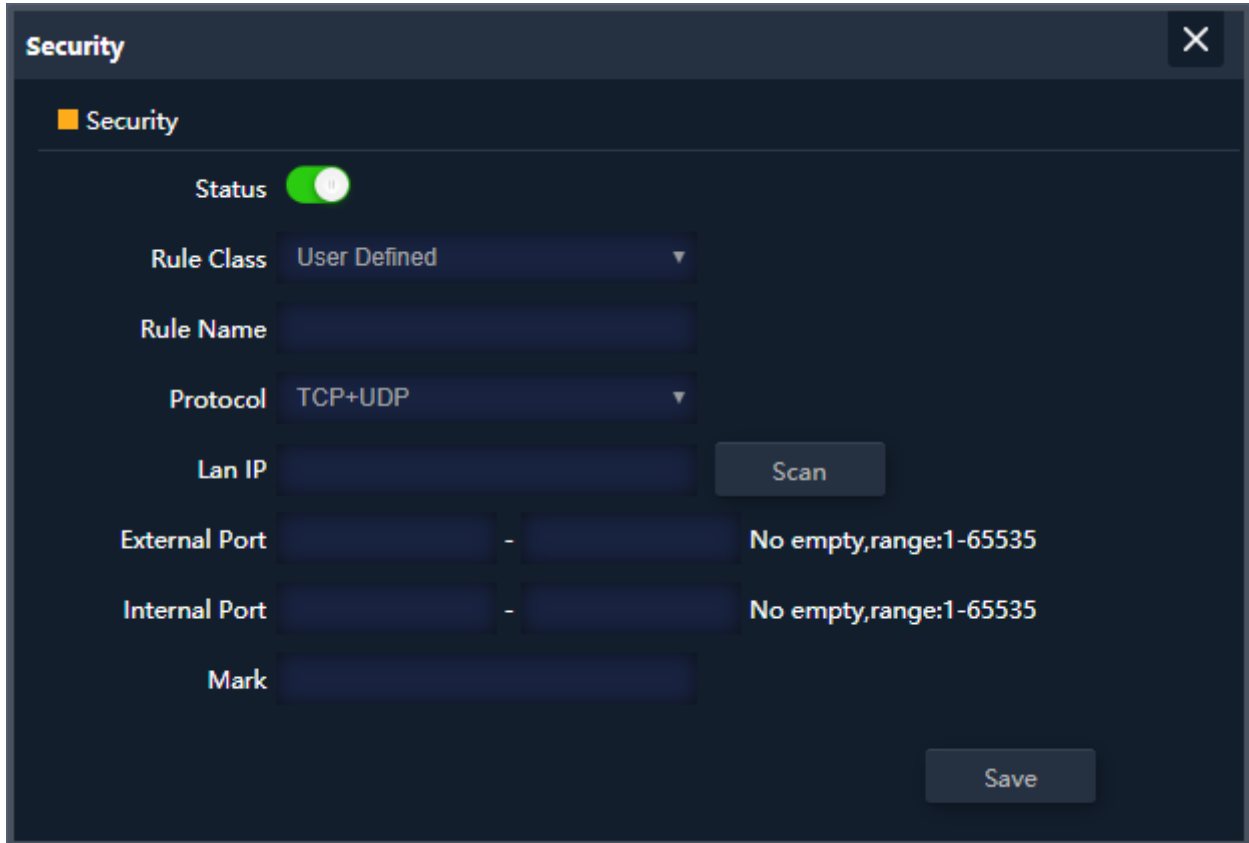 Security
Security
Status
Rule Class User Defined
Rule Name
Protocol TCP+UDP
Lan IP Scan
External Port - No empty,range:1-65535
Internal Port - No empty,range:1-65535
Mark
Save